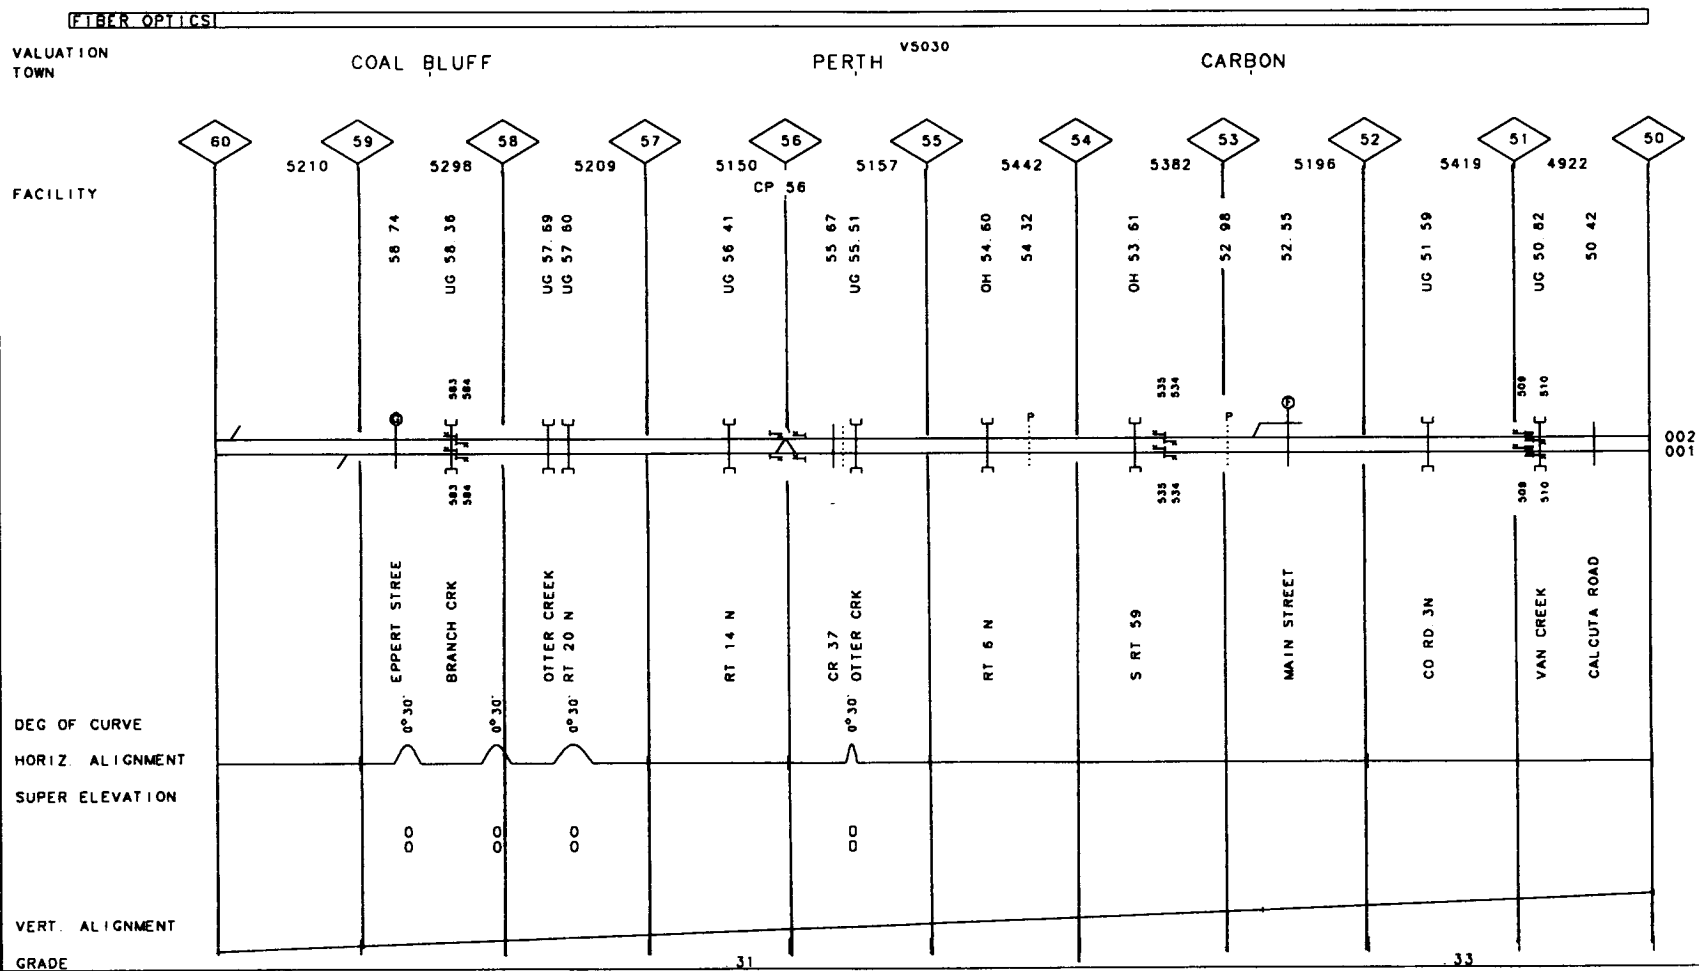 FIBER OPTICS
VALUATION V5030
TOWN COAL BLUFF PERTH CARBON
60 59 58 57 56 55 54 53 52 51 50
5210 5298 5209 5150 5157 5442 5382 5196 5419 4922
FACILITY CP 56
58 74
UG 58 36
UG 57.69
UG 57 60
UG 56 41
55 67
UG 55.51
OH 54.60
54 32
OH 53 61
52 98
52.55
UG 51 59
UG 50 82
50 42
583
584
535
534
509
510
P P F
002
001
583
584
535
534
509
510
EPPERT STREE
BRANCH CRK
OTTER CREEK
RT 20 N
RT 14 N
CR 37
OTTER CRK
RT 6 N
S RT 59
MAIN STREET
CO RD 3N
VAN CREEK
CALCUTA ROAD
DEG OF CURVE 0°30' 0°30' 0°30' 0°30'
HORIZ. ALIGNMENT
SUPER ELEVATION
0 0 0 0
0 0 0 0
VERT. ALIGNMENT
GRADE .31 .33